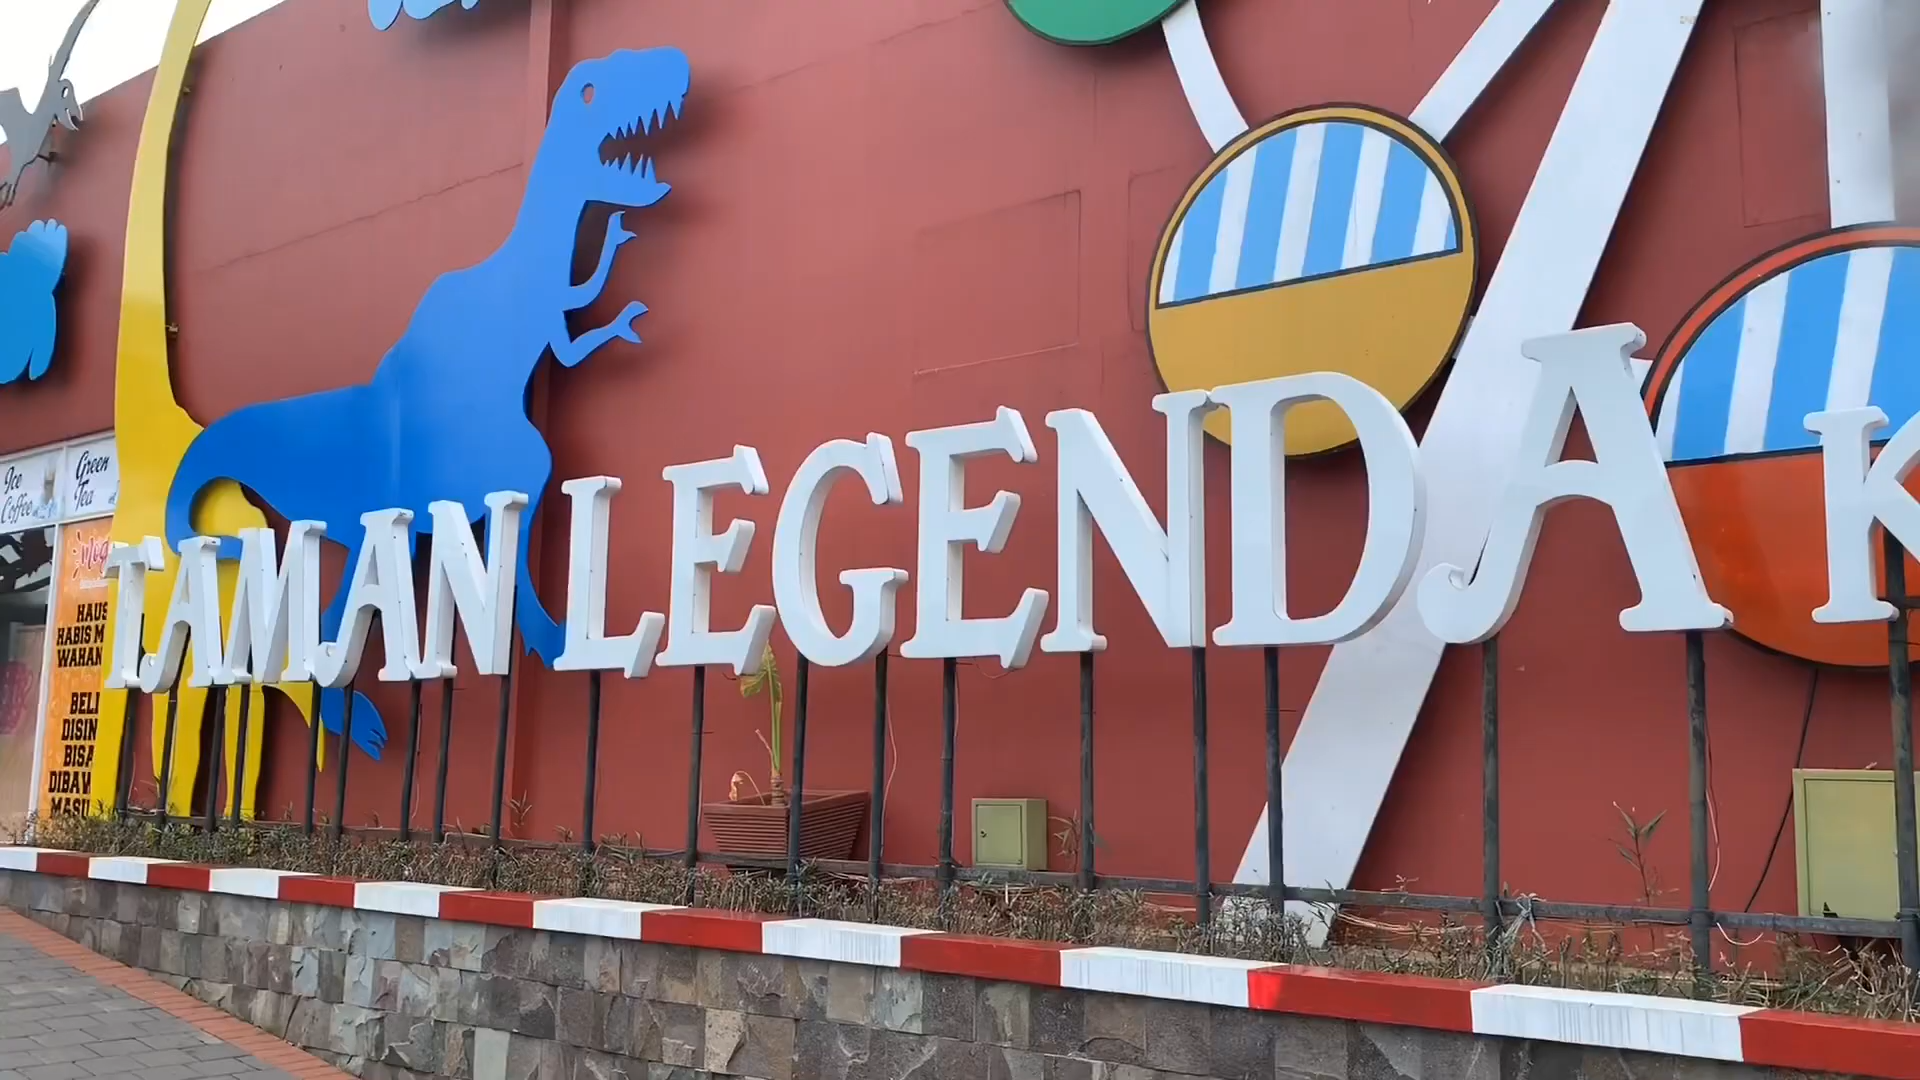 TAMAN LEGENDA K
Ice
Coffee
Green
Tea
HAUS
HABIS M
WAHAN
BELI
DISIN
BISA
DIBAW
MASU